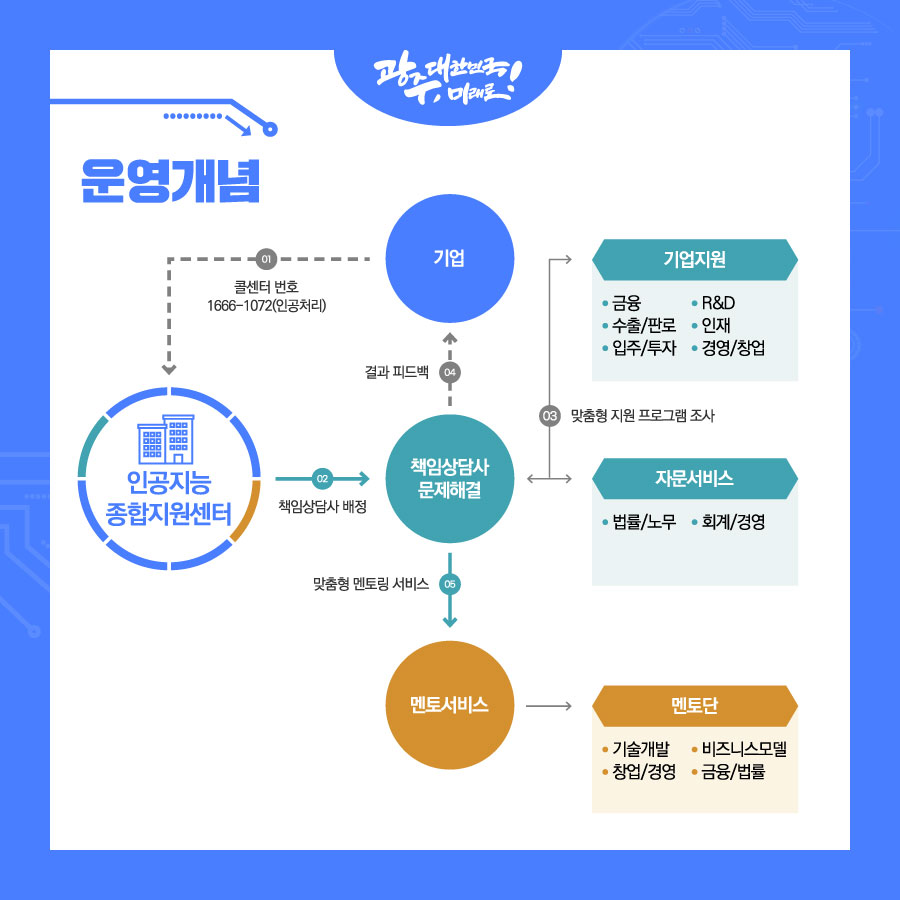 광주, 대한민국
미래로!
운영개념
기업
01
콜센터 번호
1666-1072(인공처리)
인공지능
종합지원센터
02
책임상담사 배정
결과 피드백
04
책임상담사
문제해결
03
맞춤형 지원 프로그램 조사
기업지원
• 금융 • R&D
• 수출/판로 • 인재
• 입주/투자 • 경영/창업
자문서비스
• 법률/노무 • 회계/경영
맞춤형 멘토링 서비스
05
멘토서비스
멘토단
• 기술개발 • 비즈니스모델
• 창업/경영 • 금융/법률